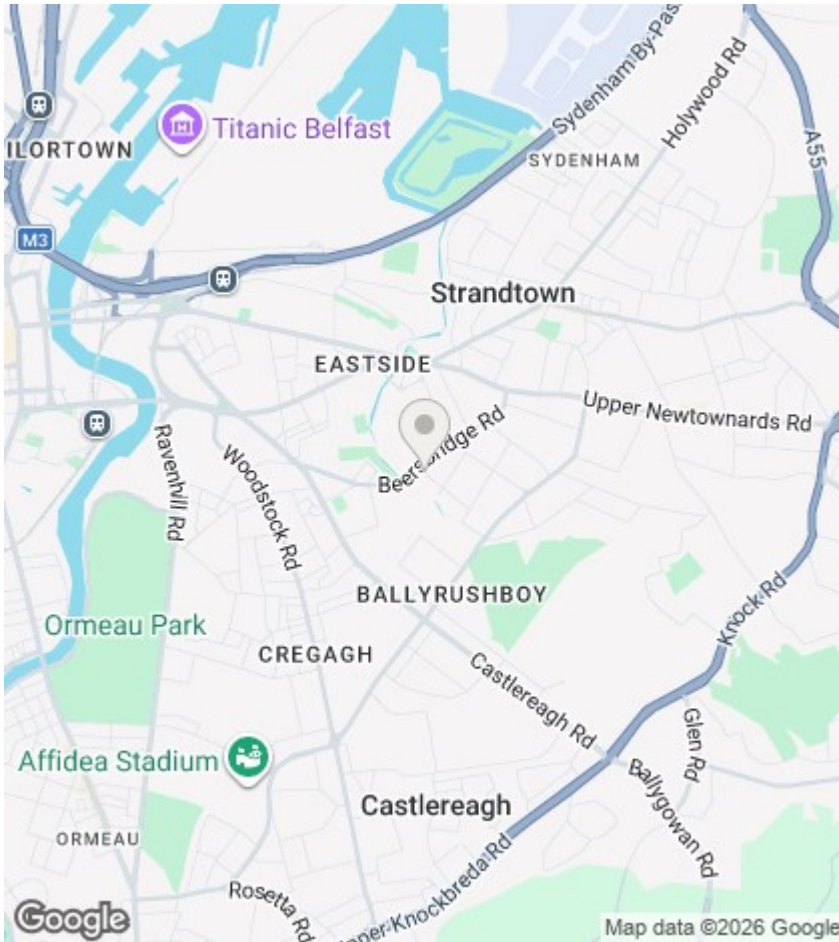 Titanic Belfast
ILORTOWN
M3
Sydenham By-Pas
Holywood Rd
A55
SYDENHAM
Strandtown
EASTSIDE
Upper Newtownards Rd
Beersbridge Rd
Ravenhill Rd
Woodstock Rd
BALLYRUSHBOY
Knock Rd
Ormeau Park
CREGAGH
Castlereagh Rd
Glen Rd
Affidea Stadium
Castlereagh
Ballygowan Rd
ORMEAU
Rosetta Rd
pper Knockbreda Rd
Google
Map data ©2026 Google